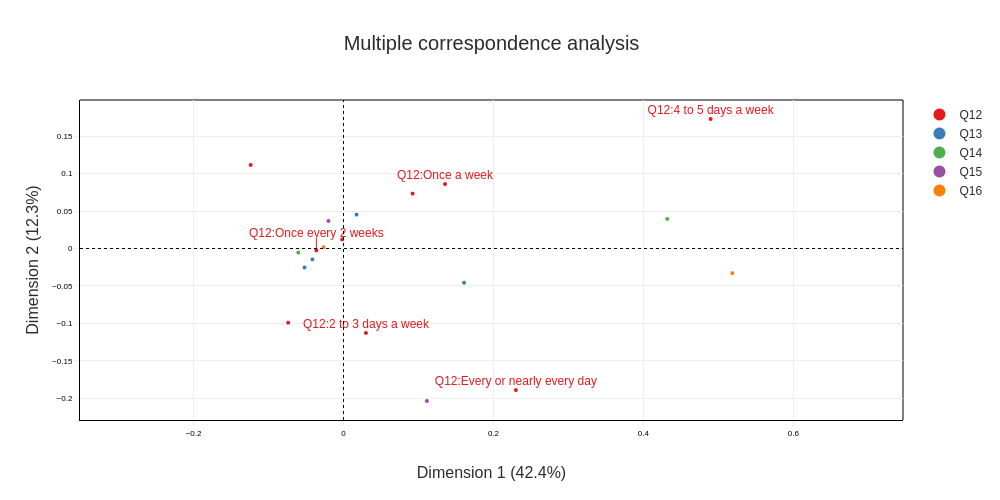 Multiple correspondence analysis
Q12:4 to 5 days a week
Q12:Once a week
Q12:Once every 2 weeks
Q12:2 to 3 days a week
Q12:Every or nearly every day
0.15
0.1
0.05
0
−0.05
−0.1
−0.15
−0.2
Dimension 2 (12.3%)
−0.2
0
0.2
0.4
0.6
Dimension 1 (42.4%)
Q12
Q13
Q14
Q15
Q16